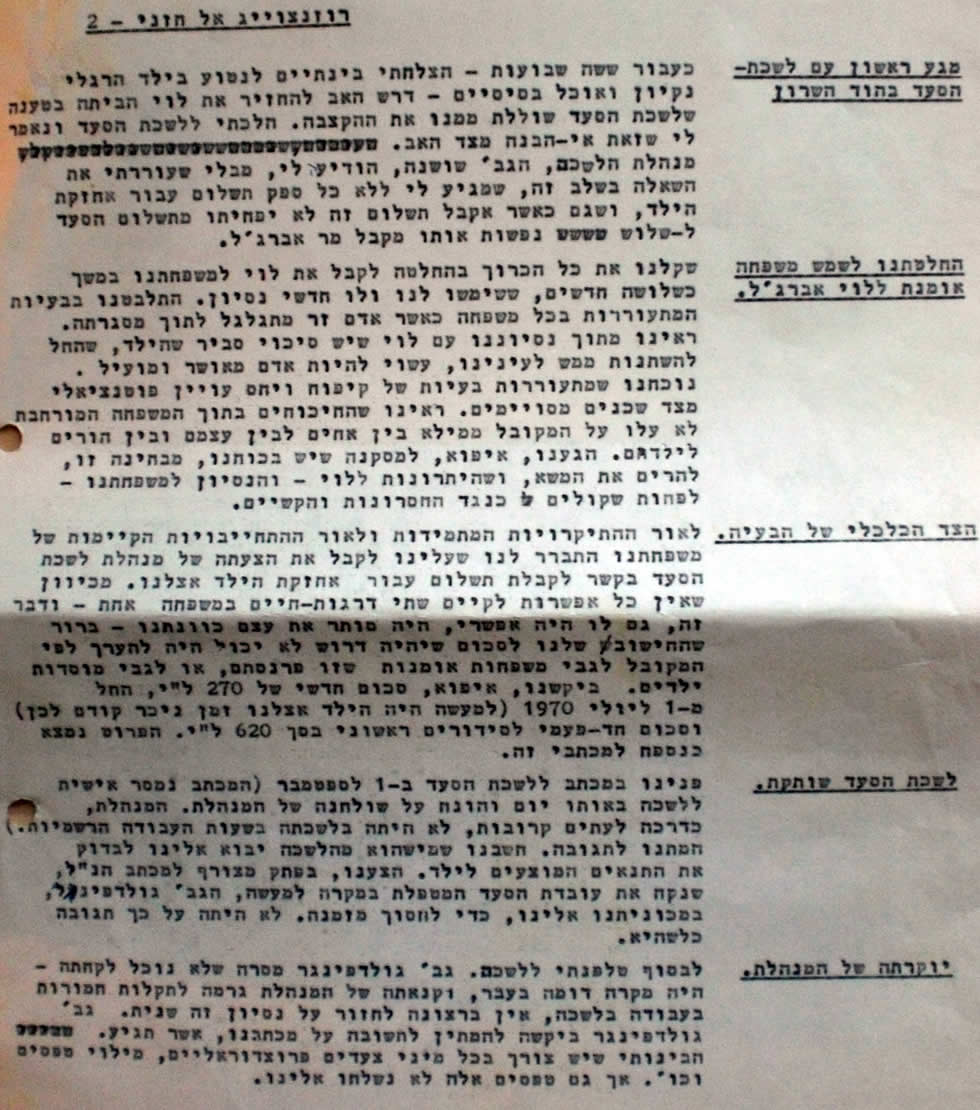 רוזנצוייג אל חזני - 2
מגע ראשון עם לשכת-
הסעד בהוד השרון
כעבור ששה שבועות - הצלחתי בינתיים לנטוע בילד הרגלי
נקיון ואוכל בסיסיים - דרש האב להחזיר את לוי הביתה בטענה
שלשכת הסעד שוללת ממנו את ההקצבה. הלכתי ללשכת הסעד ונאמר
לי שזאת אי-הבנה מצד האב.
מנהלת הלשכה, הגב' שושנה, הודיעה לי, מבלי שעוררתי את
השאלה בשלב זה, שמגיע לי ללא כל ספק תשלום עבור אחזקת
הילד, ושגם כאשר אקבל תשלום זה לא יפחיתו מתשלום הסעד
ל-שלוש נפשות אותו מקבל מר אברג'ל.
החלטתנו לשמש משפחה
אומנת ללוי אברג'ל.
שקלנו את כל הכרוך בהחלטה לקבל את לוי למשפחתנו במשך
כשלושה חדשים, ששימשו לנו ולו חדשי נסיון. התלבטנו בבעיות
המתעוררות בכל משפחה כאשר אדם זר מתגלגל לתוך מסגרתה.
ראינו מתוך נסיוננו עם לוי שיש סיכוי סביר שהילד, שהחל
להשתנות ממש לעינינו, עשוי להיות אדם מאושר ומועיל .
נוכחנו שמתעוררות בעיות של קיפוח ויחס עויין פוטנציאלי
מצד שכנים מסויימים. ראינו שהחיכוחים בתוך המשפחה המורחבת
לא עלו על המקובל ממילא בין אחים לבין עצמם ובין הורים
לילדהם. הגענו, איפוא, למסקנה שיש בכוחנו, מבחינה זו,
להרים את המשא, ושהיתרונות ללוי - והנסיון למשפחתנו -
לפחות שקולים כנגד החסרונות והקשיים.
הצד הכלכלי של הבעיה.
לאור ההתיקרויות המתמידות ולאור ההתחייבויות הקיימות של
משפחתנו התברר לנו שעלינו לקבל את הצעתה של מנהלת לשכת
הסעד בקשר לקבלת תשלום עבור אחזקת הילד אצלנו. מכיוון
שאין כל אפשרות לקיים שתי דרגות-חיים במשפחה אחת - ודבר
זה, גם לו היה אפשרי, היה סותר את עצם כוונתנו - ברור
שהחישוב שלנו לסכום שיהיה דרוש לא יכול היה להערך לפי
המקובל לגבי משפחות אומנות שזו פרנסתם, או לגבי מוסדות
ילדים. ביקשנו, איפוא, סכום חדשי של 270 ל"י, החל
מ-1 ליולי 1970 (למעשה היה הילד אצלנו זמן ניכר קודם לכן)
וסכום חד-פעמי לסידורים ראשוני בסך 620 ל"י. הפרוט נמצא
כנספח למכתבי זה.
לשכת הסעד שותקת.
פנינו במכתב ללשכת הסעד ב-1 לספטמבר (המכתב נמסר אישית
ללשכה באותו יום והונח על שולחנה של המנהלת. המנהלת,
כדרכה לעתים קרובות, לא היתה בלשכתה בשעות העבודה הרשמיות.)
המתנו לתגובה. חשבנו שמישהוא מהלשכה יבוא אלינו לבדוק
את התנאים המוצעים לילד. הצענו, בפתק מצורף למכתב הנ"ל,
שנקח את עובדת הסעד המטפלת במקרה למעשה, הגב' גולדפינגר,
במכוניתנו אלינו, כדי לחסוך מזמנה. לא היתה על כך תגובה
כלשהיא.
יוקרתה של המנהלת.
לבסוף טלפנתי ללשכה. גב' גולדפינגר מסרה שלא נוכל לקחתה -
היה מקרה דומה בעבר, וקנאתה של המנהלת גרמה לתקלות חמורות
בעבודה בלשכה, אין ברצונה לחזור על נסיון זה שנית. גב'
גולדפינגר ביקשה להמתין לתשובה על מכתבנו, אשר תגיע.
הבינותי שיש צורך בכל מיני צעדים פרוצדוראליים, מילוי טפסים
וכו'. אך גם טפסים אלה לא נשלחו אלינו.